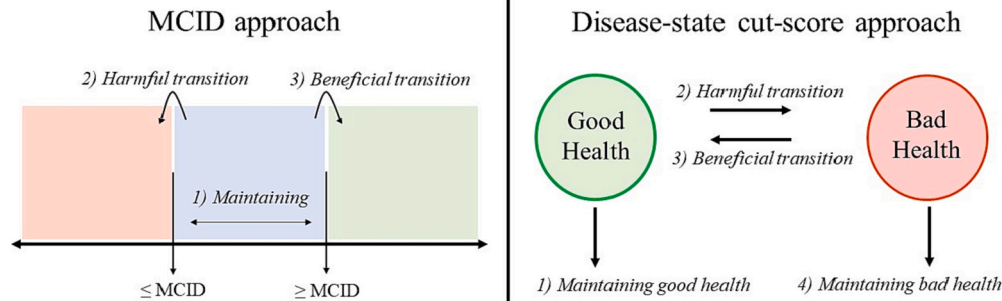 MCID approach
2) Harmful transition
3) Beneficial transition
1) Maintaining
≤ MCID
≥ MCID
Disease-state cut-score approach
Good
Health
2) Harmful transition
3) Beneficial transition
Bad
Health
1) Maintaining good health
4) Maintaining bad health